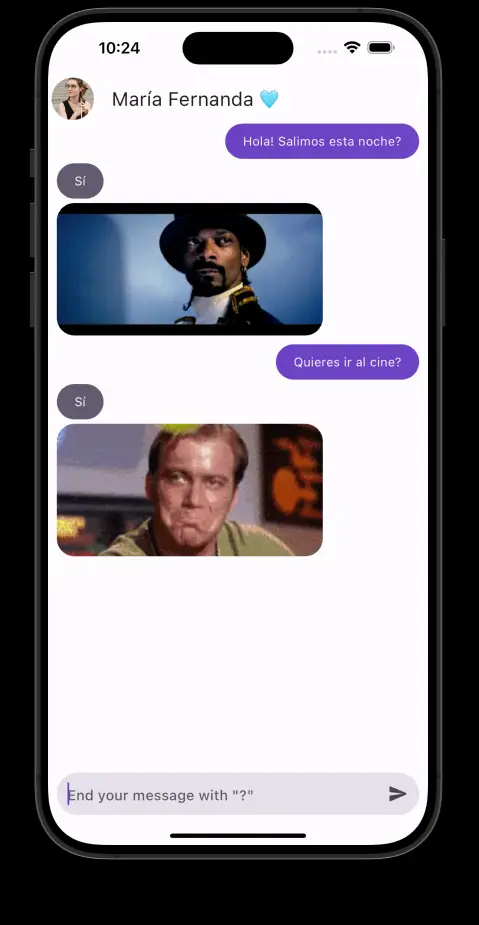 10:24
María Fernanda 🩵
Hola! Salimos esta noche?
Sí
Quieres ir al cine?
Sí
End your message with "?"